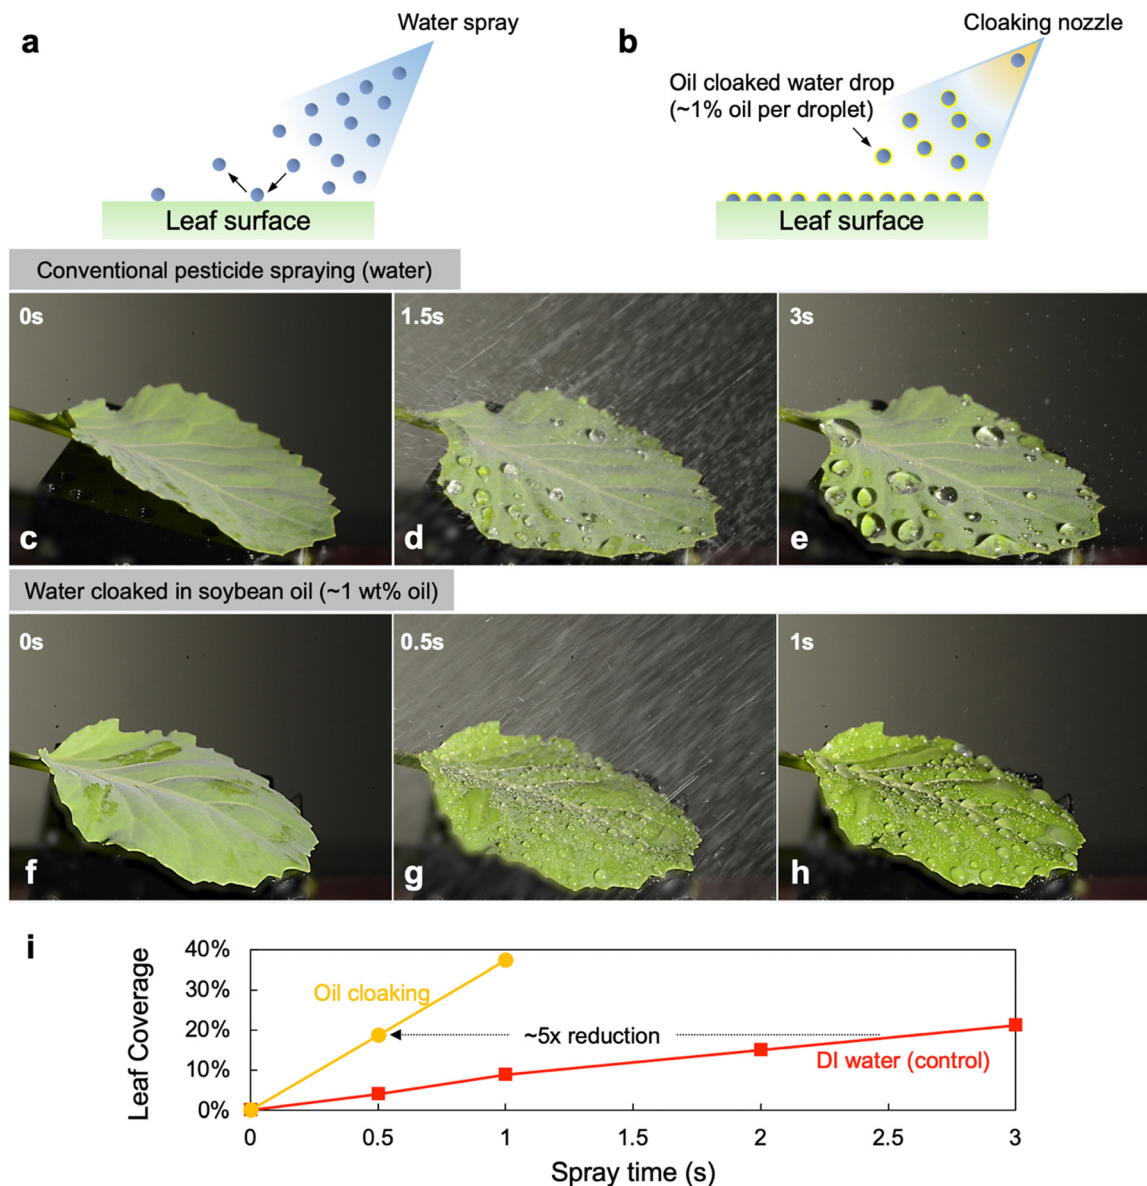 a
Water spray
Leaf surface
b
Cloaking nozzle
Oil cloaked water drop
(~1% oil per droplet)
Leaf surface
Conventional pesticide spraying (water)
0s
c
1.5s
d
3s
e
Water cloaked in soybean oil (~1 wt% oil)
0s
f
0.5s
g
1s
h
i
Leaf Coverage
40%
30%
20%
10%
0%
Oil cloaking
~5x reduction
DI water (control)
0
0.5
1
1.5
2
2.5
3
Spray time (s)